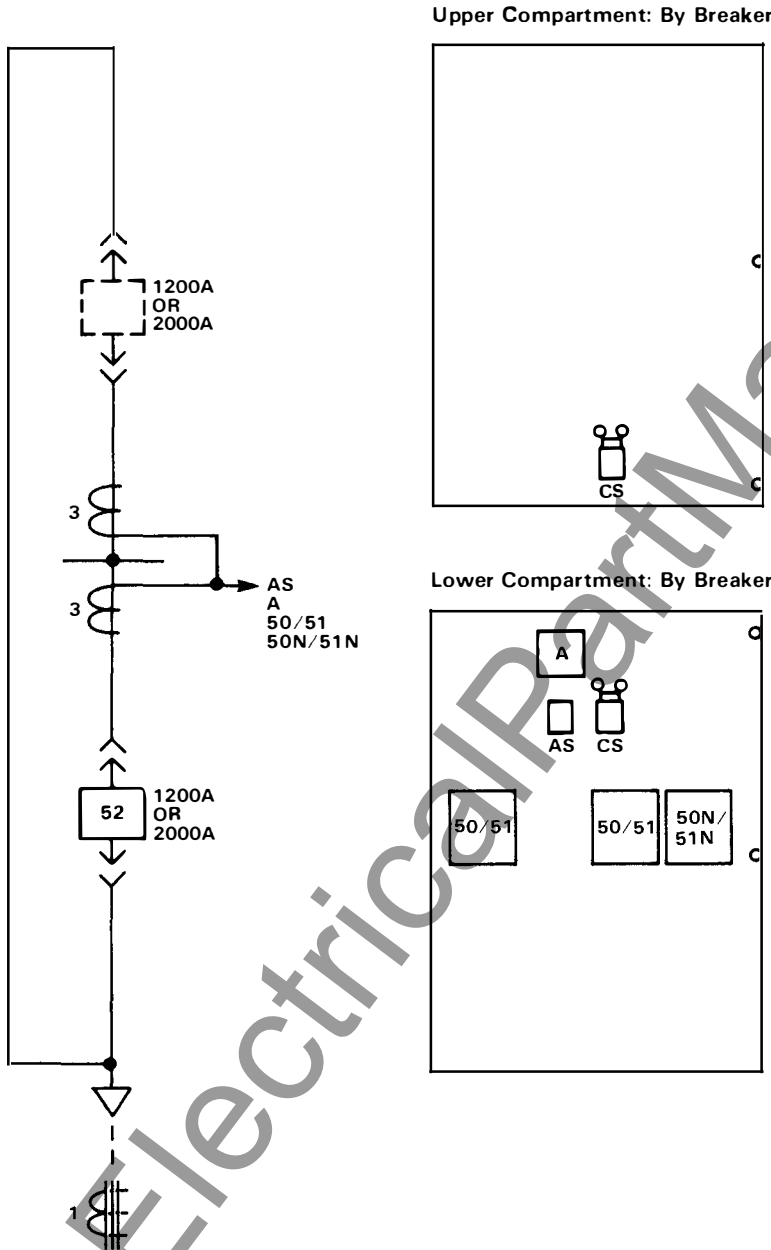 Upper Compartment: By Breaker
1200A
OR
2000A
CS
3
3
AS
A
50/51
50N/51N
Lower Compartment: By Breaker
A
AS CS
52
1200A
OR
2000A
50/51 50/51 50N/
51N
1
ElectricalPartM